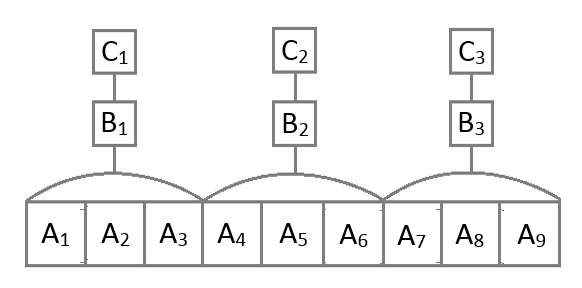 C₁ C₂ C₃
B₁ B₂ B₃
A₁ A₂ A₃ A₄ A₅ A₆ A₇ A₈ A₉